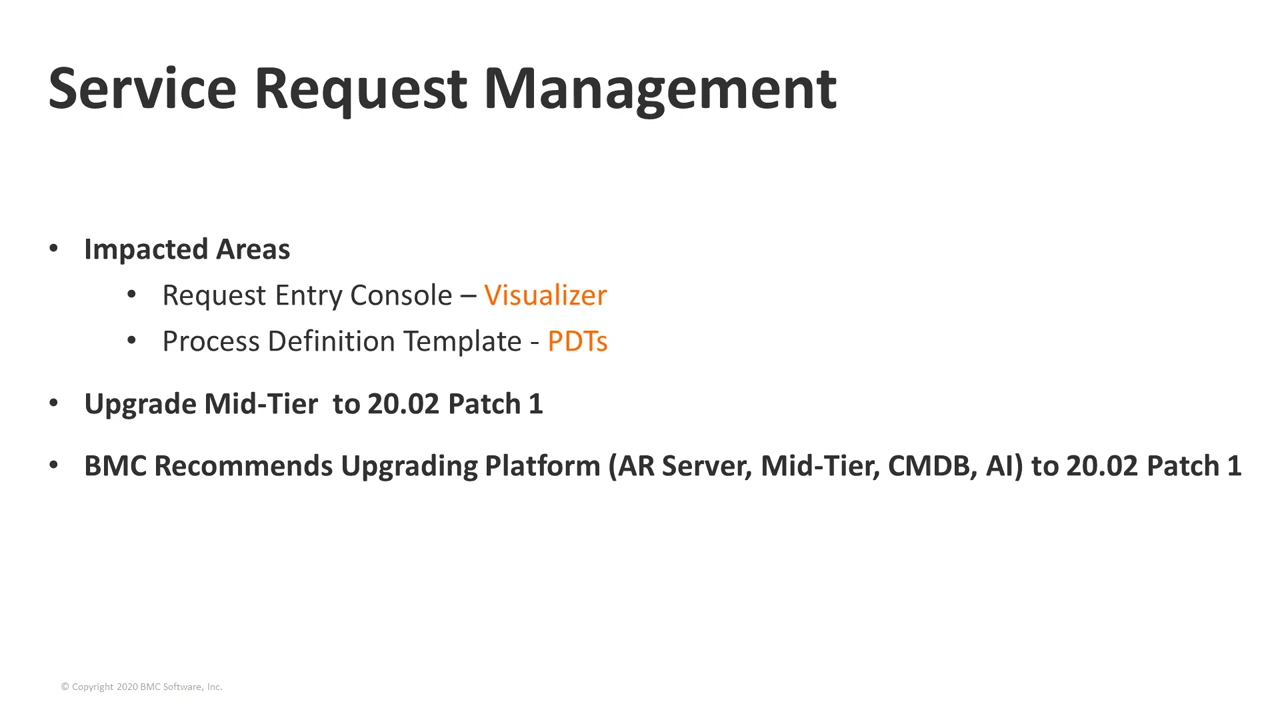 Service Request Management
• Impacted Areas
• Request Entry Console – Visualizer
• Process Definition Template - PDTs
• Upgrade Mid-Tier  to 20.02 Patch 1
• BMC Recommends Upgrading Platform (AR Server, Mid-Tier, CMDB, AI) to 20.02 Patch 1
© Copyright 2020 BMC Software, Inc.